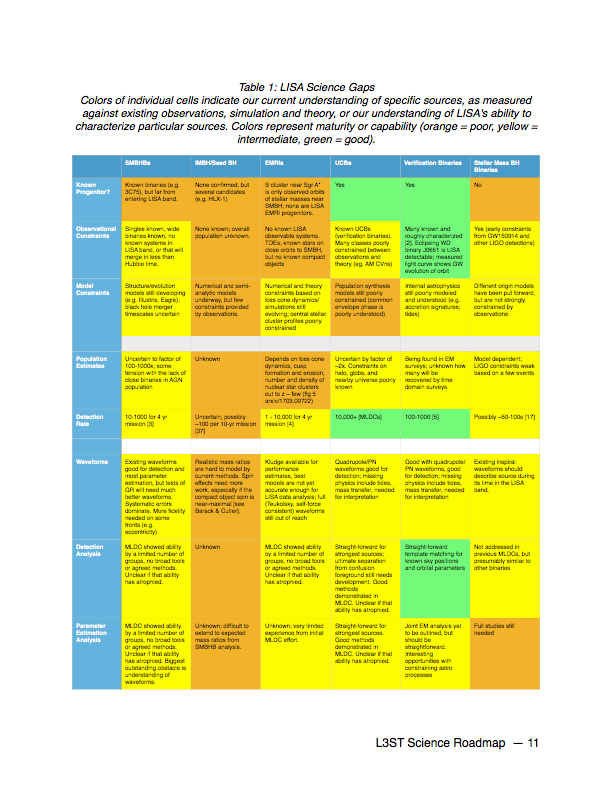 Table 1: LISA Science Gaps
Colors of individual cells indicate our current understanding of specific sources, as measured
against existing observations, simulation and theory, or our understanding of LISA's ability to
characterize particular sources. Colors represent maturity or capability (orange = poor, yellow =
intermediate, green = good).
SMBHBs
IMBH/Seed BH
EMRIs
UCBs
Verification Binaries
Stellar Mass BH
Binaries
Known
Progenitor?
Known binaries (e.g.
3C75), but far from
entering LISA band.
None confirmed, but
several candidates
(e.g. HLX-1)
S cluster near Sgr A*
is only observed orbits
of stellar masses near
SMBH; none are LISA
EMRI progenitors.
Yes
Yes
No
Observational
Constraints
Singles known, wide
binaries known, no
known systems in
LISA band, or that will
merge in less than
Hubble time.
None known; overall
population unknown.
No known LISA
observable systems.
TDEs; known stars on
close orbits to SMBH,
but no known compact
objects
Known UCBs
(verification binaries).
Many classes poorly
constrained between
observations and
theory (eg. AM CVns)
Many known and
roughly characterized
[2]. Eclipsing WD
binary J0651 is LISA
detectable; measured
light curve shows GW
evolution of orbit
Yes (early constraints
from GW150914 and
other LIGO detections)
Model
Constraints
Structure/evolution
models still developing
(e.g. Illustris, Eagle);
black hole merger
timescales uncertain
Numerical and semi-
analytic models
underway, but few
constraints provided
by observations.
Numerical and theory
constraints based on
loss cone dynamics/
simulations still
evolving; central stellar
cluster profiles poorly
constrained
Population synthesis
models still poorly
constrained (common
envelope phase is
poorly understood)
Internal astrophysics
still poorly modeled
and understood (e.g,
accretion signatures;
tides)
Different origin models
have been put forward,
but are not strongly
constrained by
observations
Population
Estimates
Uncertain to factor of
100-1000x; some
tension with the lack of
close binaries in AGN
population
Unknown
Depends on loss cone
dynamics, cusp
formation and erosion,
number and density of
nuclear star clusters
out to z ~ few (fig 5
arxiv/1703.09722)
Uncertain by factor of
~2x. Constraints on
halo, globs, and
nearby universe poorly
known
Being found in EM
surveys; unknown how
many will be
recovered by time
domain surveys
Model dependent;
LIGO constraints weak
based on a few events
Detection
Rate
10-1000 for 4 yr
mission [3]
Uncertain; possibly
~100 per 10-yr mission
[37]
1 - 10,000 for 4 yr
mission [4]
10,000+ [MLDCs]
100-1000 [5]
Possibly ~50-100s [17]
Waveforms
Existing waveforms
good for detection and
most parameter
estimation, but tests of
GR will need much
better waveforms.
Systematic errors
dominate. More fidelity
needed on some
fronts (e.g.
eccentricity)
Realistic mass ratios
are hard to model by
current methods. Spin
effects need more
work, especially if the
compact object spin is
near-maximal [see
Barack & Cutler].
Kludge available for
performance
estimates, best
models are not yet
accurate enough for
LISA data analysis; full
(Teukolsky, self-force
consistent) waveforms
still out of reach
Quadrupole/PN
waveforms good for
detection; missing
physics include tides,
mass transfer, needed
for interpretation
Good with quadrupole/
PN waveforms, good
for detection; missing
physics include tides,
mass transfer, needed
for interpretation
Existing inspiral
waveforms should
describe source during
its time in the LISA
band.
Detection
Analysis
MLDC showed ability
by a limited number of
groups, no broad tools
or agreed methods.
Unclear if that ability
has atrophied.
Unknown
MLDC showed ability
by a limited number of
groups, no broad tools
or agreed methods.
Unclear if that ability
has atrophied.
Straight-forward for
strongest sources;
ultimate separation
from confusion
foreground still needs
development. Good
methods
demonstrated in
MLDC. Unclear if that
ability has atrophied.
Straight-forward
template matching for
known sky positions
and orbital parameters
Not addressed in
previous MLDCs, but
presumably similar to
other binaries
Parameter
Estimation
Analysis
MLDC showed ability
by a limited number of
groups, no broad tools
or agreed methods.
Unclear if that ability
has atrophied. Biggest
outstanding obstacle is
understanding of
waveforms.
Unknown; difficult to
extend to expected
mass ratios from
SMBHB analysis.
Unknown; very limited
experience from initial
MLDC effort.
Straight-forward for
strongest sources.
Good methods
demonstrated in
MLDC. Unclear if that
ability has atrophied.
Joint EM analysis yet
to be outlined, but
should be
straightforward.
Interesting
opportunities with
constraining astro
processes
Full studies still
needed
L3ST Science Roadmap — 11